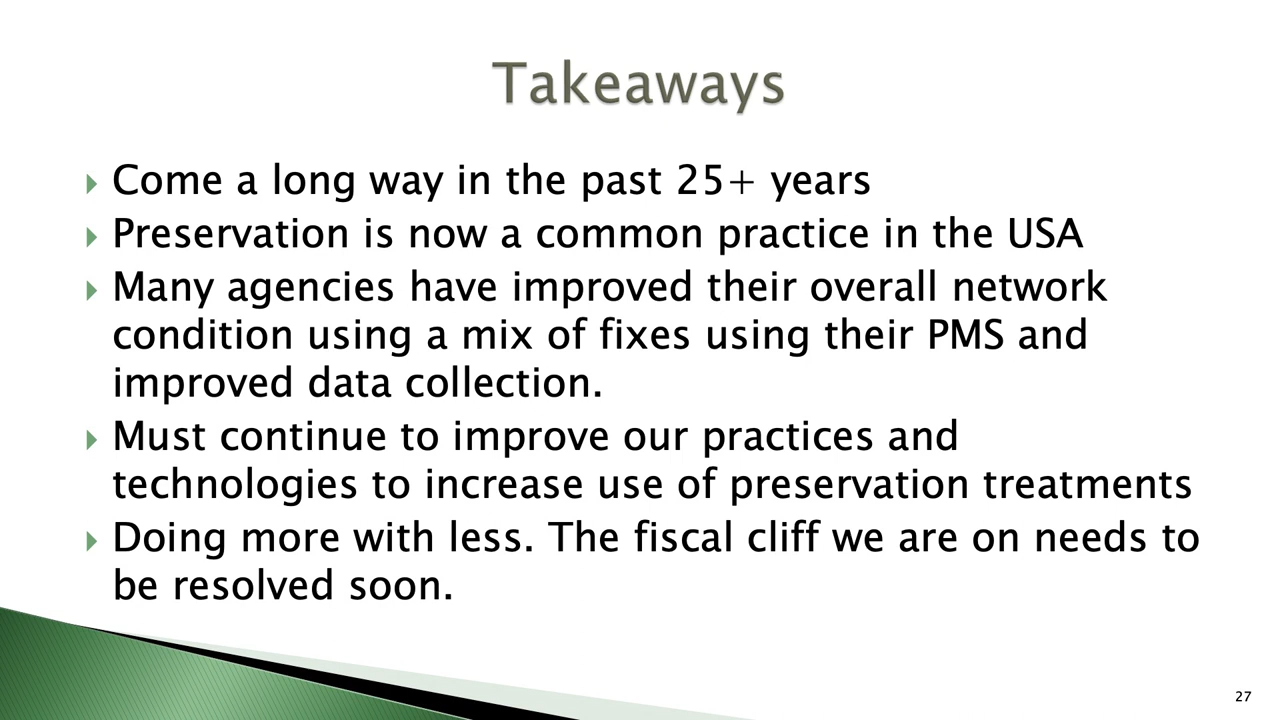 Takeaways
Come a long way in the past 25+ years
Preservation is now a common practice in the USA
Many agencies have improved their overall network
condition using a mix of fixes using their PMS and
improved data collection.
Must continue to improve our practices and
technologies to increase use of preservation treatments
Doing more with less. The fiscal cliff we are on needs to
be resolved soon.
27